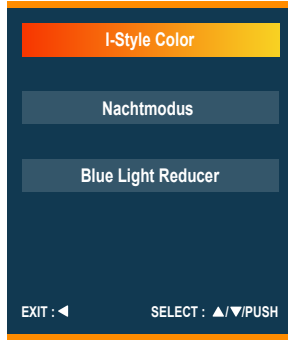 I-Style Color
Nachtmodus
Blue Light Reducer
EXIT : ◀ SELECT : ▲/▼/PUSH